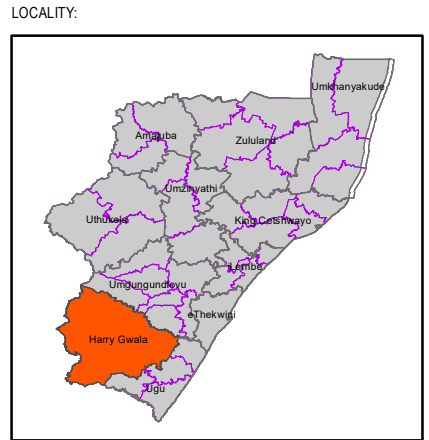 LOCALITY:
Umkhanyakude
Amajuba
Zululand
Umzinyathi
Uthukela
King Cetshwayo
iLembe
Umgungundlovu
eThekwini
Harry Gwala
Ugu